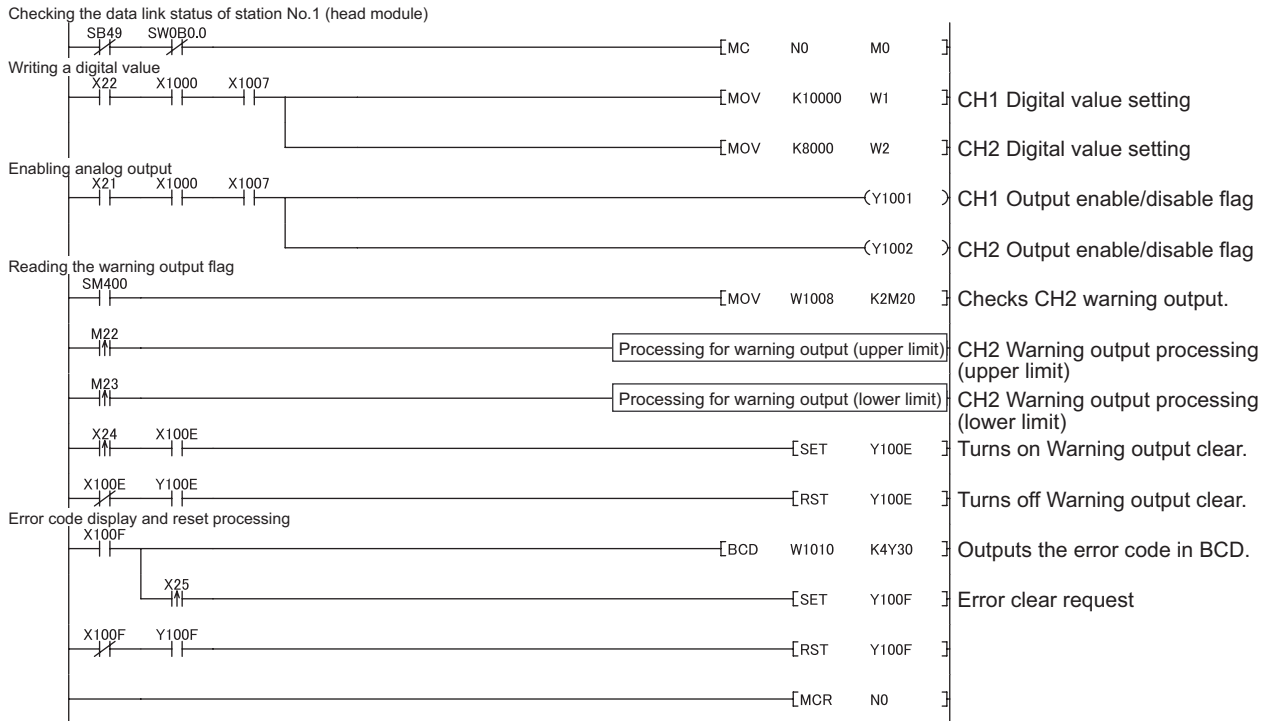 Checking the data link status of station No.1 (head module)
SB49 SW0B0.0
MC N0 M0
Writing a digital value
X22 X1000 X1007
MOV K10000 W1 CH1 Digital value setting
MOV K8000 W2 CH2 Digital value setting
Enabling analog output
X21 X1000 X1007
Y1001 CH1 Output enable/disable flag
Y1002 CH2 Output enable/disable flag
Reading the warning output flag
SM400
MOV W1008 K2M20 Checks CH2 warning output.
M22
Processing for warning output (upper limit) CH2 Warning output processing
(upper limit)
M23
Processing for warning output (lower limit) CH2 Warning output processing
(lower limit)
X24 X100E
SET Y100E Turns on Warning output clear.
X100E Y100E
RST Y100E Turns off Warning output clear.
Error code display and reset processing
X100F
BCD W1010 K4Y30 Outputs the error code in BCD.
X25
SET Y100F Error clear request
X100F Y100F
RST Y100F
MCR N0